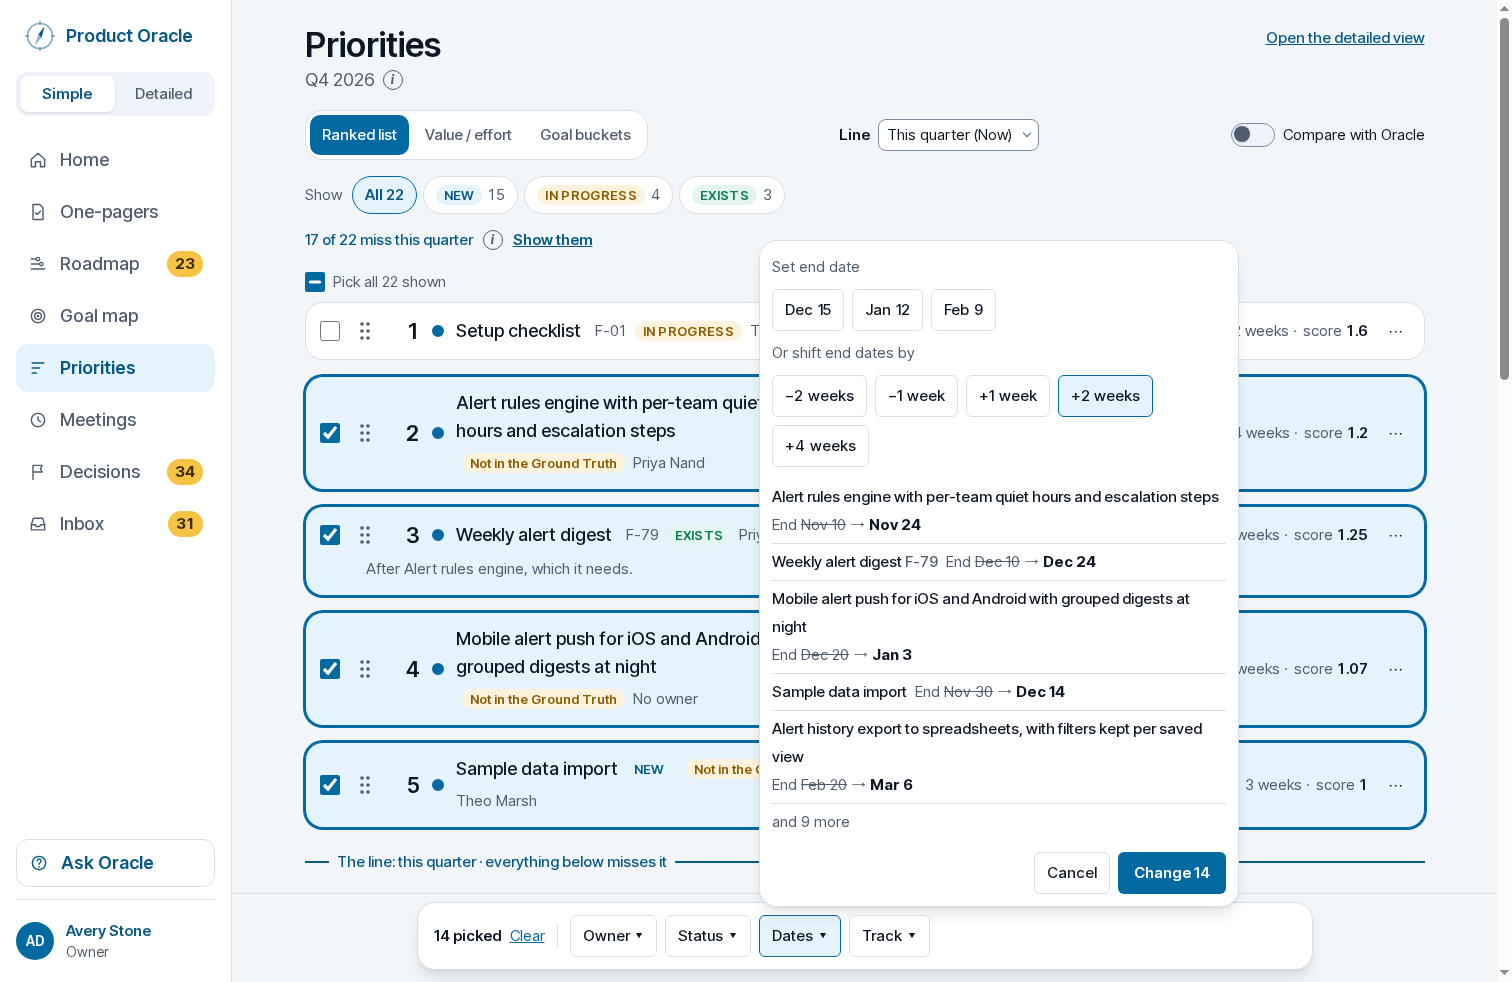 Product Oracle
Simple
Detailed
Home
One-pagers
Roadmap 23
Goal map
Priorities
Meetings
Decisions 34
Inbox 31
Ask Oracle
AD
Avery Stone
Owner
Priorities
Open the detailed view
Q4 2026 i
Ranked list
Value / effort
Goal buckets
Line
This quarter (Now)
Compare with Oracle
Show
All 22
NEW 15
IN PROGRESS 4
EXISTS 3
17 of 22 miss this quarter i Show them
Pick all 22 shown
1 Setup checklist F-01 IN PROGRESS
weeks · score 1.6 ···
2 Alert rules engine with per-team quiet
hours and escalation steps
Not in the Ground Truth Priya Nand
4 weeks · score 1.2 ···
3 Weekly alert digest F-79 EXISTS
weeks · score 1.25 ···
After Alert rules engine, which it needs.
4 Mobile alert push for iOS and Android
grouped digests at night
Not in the Ground Truth No owner
weeks · score 1.07 ···
5 Sample data import NEW Not in the
Theo Marsh
3 weeks · score 1 ···
The line: this quarter · everything below misses it
Set end date
Dec 15
Jan 12
Feb 9
Or shift end dates by
−2 weeks
−1 week
+1 week
+2 weeks
+4 weeks
Alert rules engine with per-team quiet hours and escalation steps
End Nov 10 → Nov 24
Weekly alert digest F-79 End Dec 10 → Dec 24
Mobile alert push for iOS and Android with grouped digests at
night
End Dec 20 → Jan 3
Sample data import End Nov 30 → Dec 14
Alert history export to spreadsheets, with filters kept per saved
view
End Feb 20 → Mar 6
and 9 more
Cancel
Change 14
14 picked Clear
Owner ▾
Status ▾
Dates ▾
Track ▾